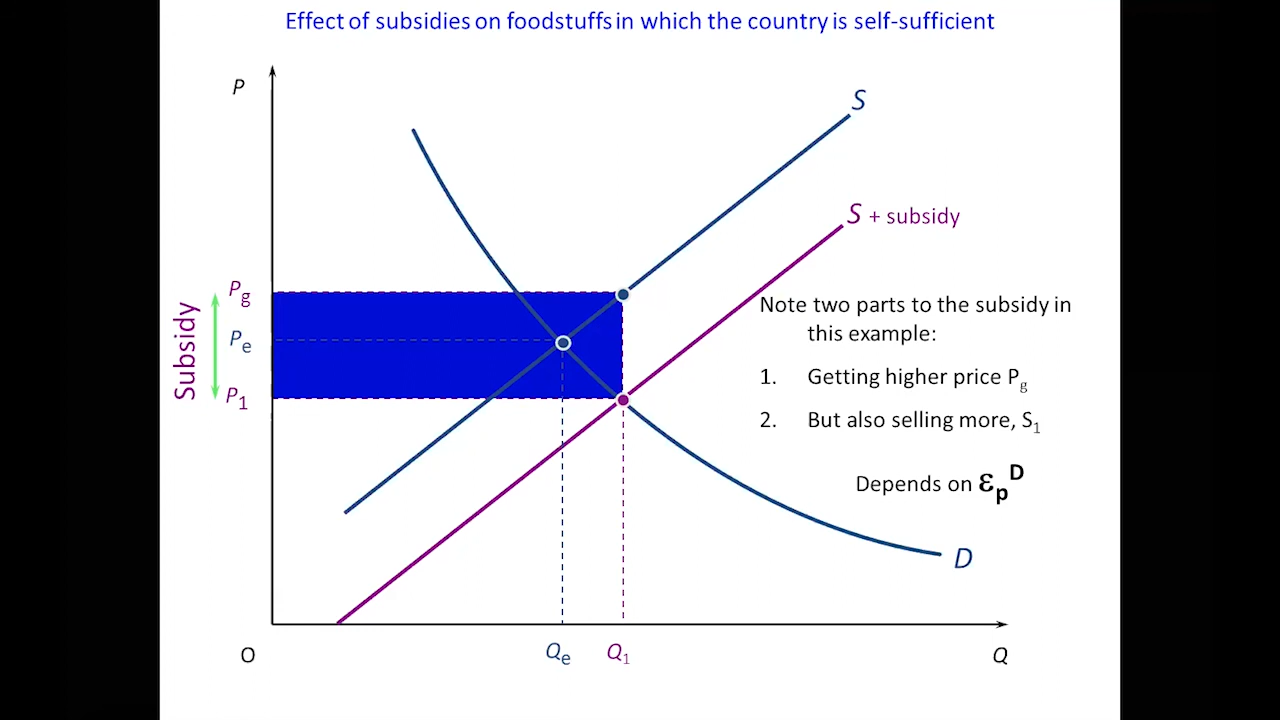 Effect of subsidies on foodstuffs in which the country is self-sufficient
P
S
S + subsidy
Pg
Note two parts to the subsidy in
this example:
Subsidy
Pe
1. Getting higher price Pg
P1
2. But also selling more, S1
Depends on εpD
D
O
Qe
Q1
Q